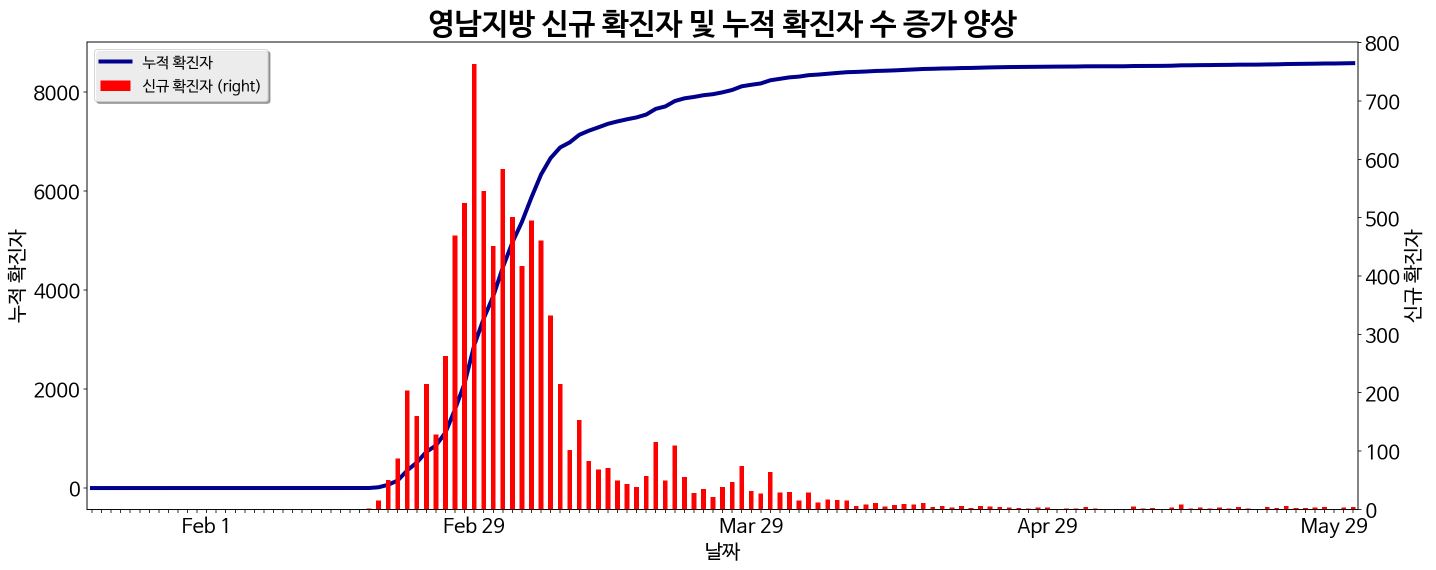 영남지방 신규 확진자 및 누적 확진자 수 증가 양상
누적 확진자
신규 확진자 (right)
누적 확진자
8000
6000
4000
2000
0
800
700
600
500
400
300
200
100
0
신규 확진자
Feb 1
Feb 29
Mar 29
Apr 29
May 29
날짜